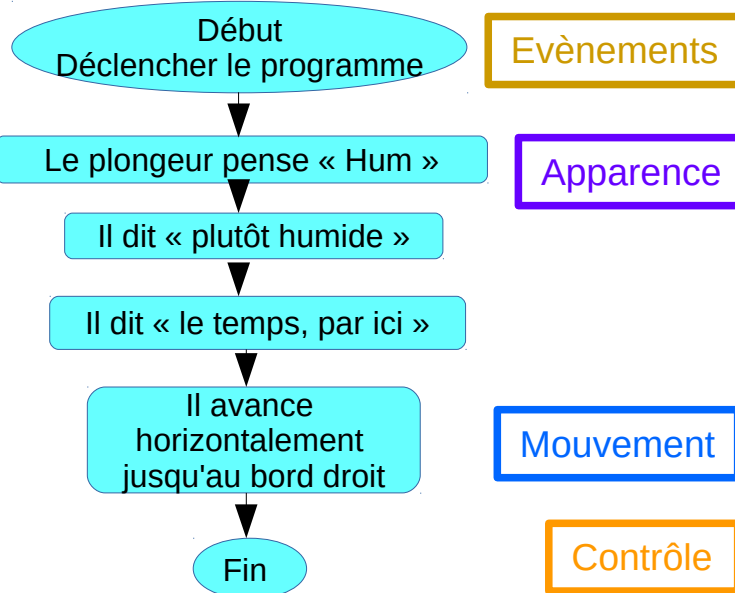 Début
Déclencher le programme
Evènements
Le plongeur pense « Hum »
Apparence
Il dit « plutôt humide »
Il dit « le temps, par ici »
Il avance
horizontalement
jusqu'au bord droit
Mouvement
Fin
Contrôle